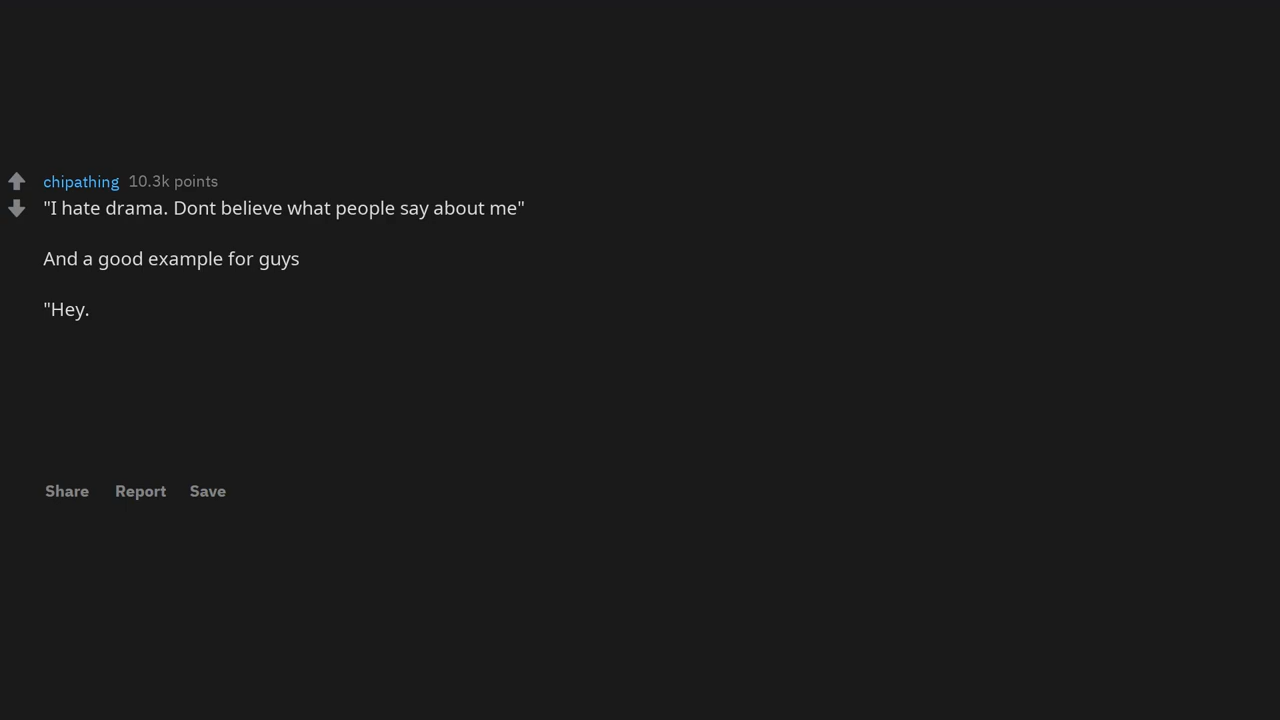 chipathing 10.3k points
"I hate drama. Dont believe what people say about me"
And a good example for guys
"Hey.
Share Report Save